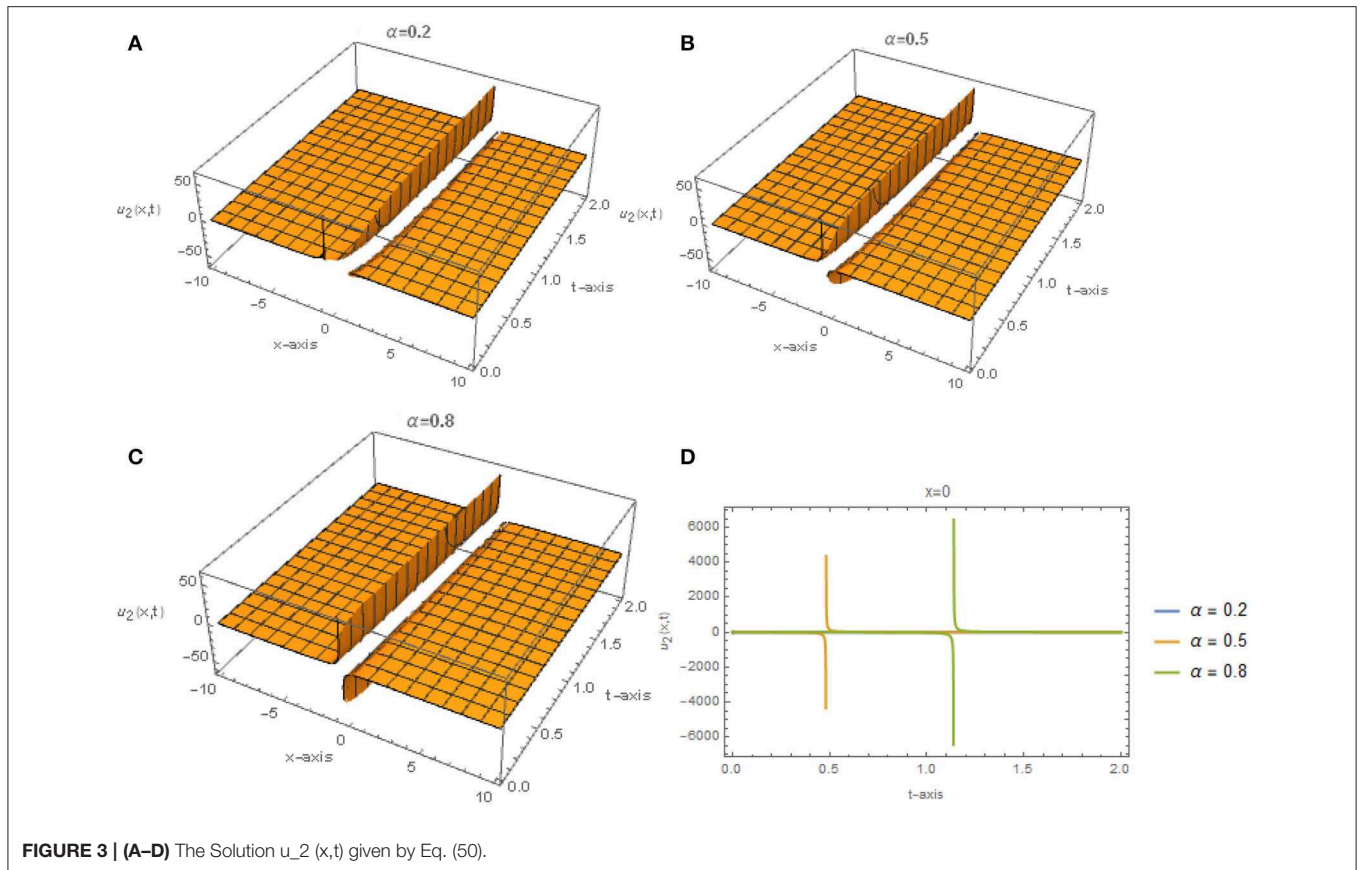 A
α=0.2
50
0
−50
u₂(x,t)
−10
−5
0
5
10
x−axis
0.0
0.5
1.0
1.5
2.0
t−axis
B
α=0.5
50
0
−50
u₂(x,t)
−10
−5
0
5
10
x−axis
0.0
0.5
1.0
1.5
2.0
t−axis
C
α=0.8
50
0
−50
u₂(x,t)
−10
−5
0
5
10
x−axis
0.0
0.5
1.0
1.5
2.0
t−axis
D
x=0
6000
4000
2000
0
−2000
−4000
−6000
u₂(x,t)
0.0
0.5
1.0
1.5
2.0
t−axis
α = 0.2
α = 0.5
α = 0.8
FIGURE 3 | (A–D) The Solution u_2 (x,t) given by Eq. (50).